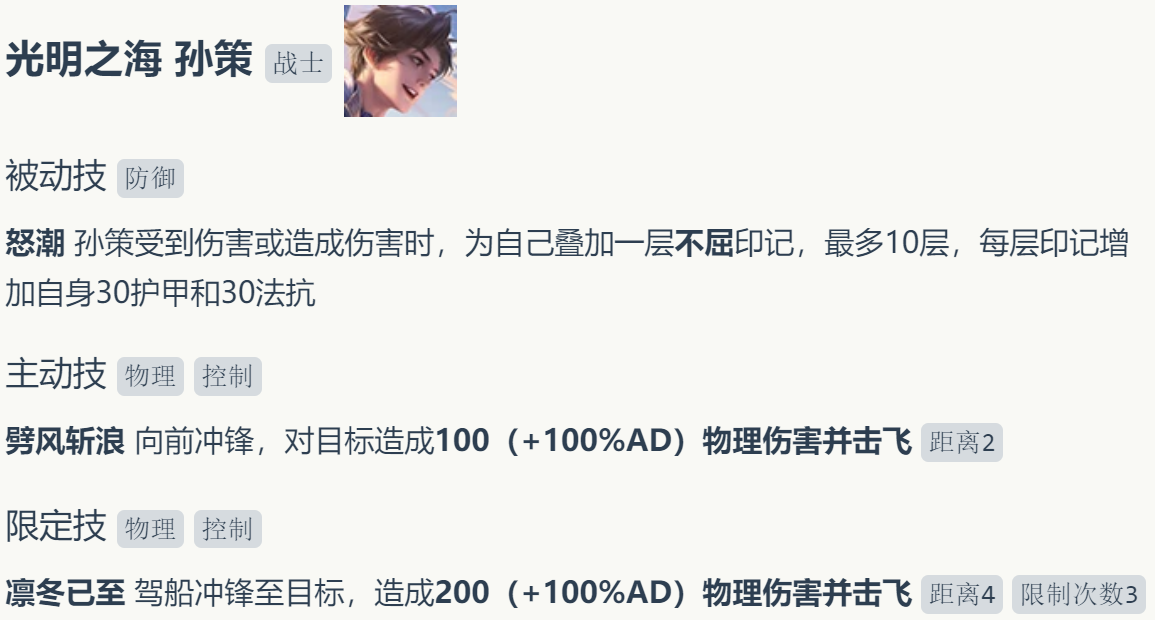 光明之海 孙策 战士
被动技 防御
怒潮 孙策受到伤害或造成伤害时，为自己叠加一层不屈印记，最多10层，每层印记增
加自身30护甲和30法抗
主动技 物理 控制
劈风斩浪 向前冲锋，对目标造成100（+100%AD）物理伤害并击飞 距离2
限定技 物理 控制
凛冬已至 驾船冲锋至目标，造成200（+100%AD）物理伤害并击飞 距离4 限制次数3